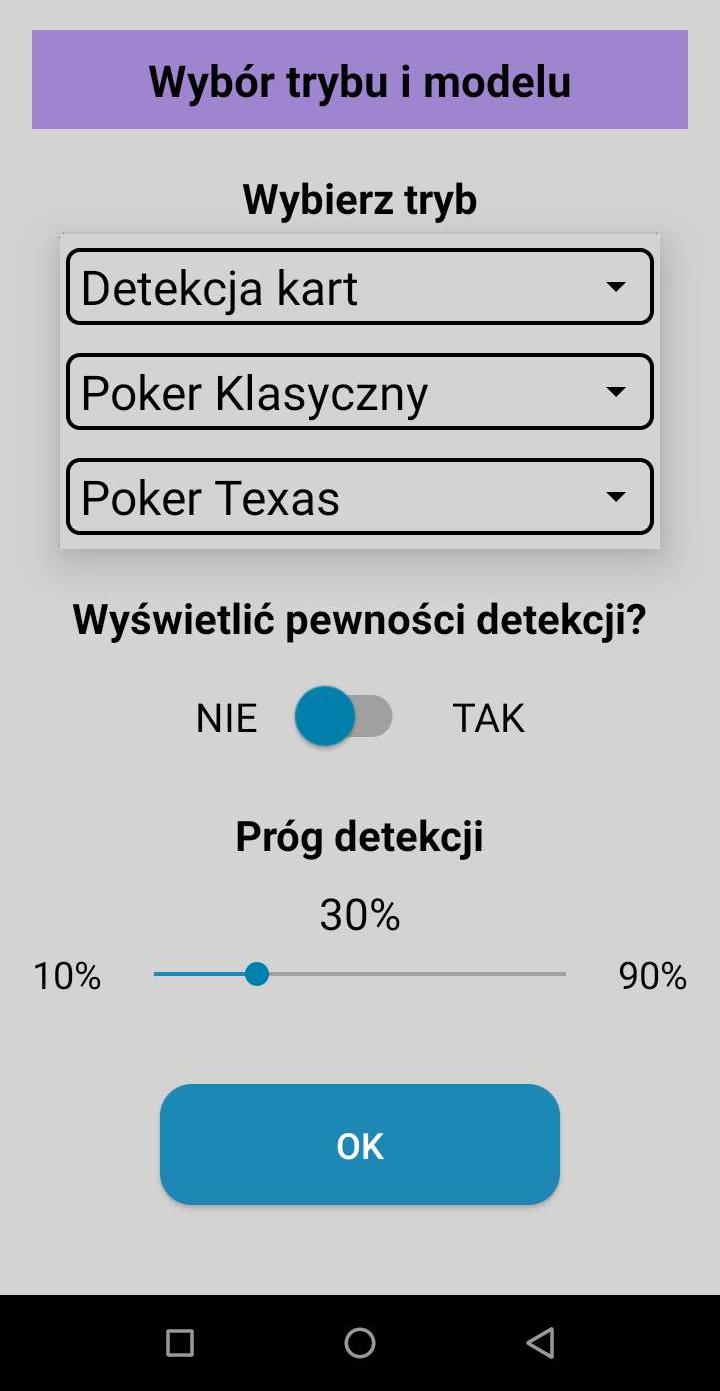 Wybór trybu i modelu
Wybierz tryb
Detekcja kart
Poker Klasyczny
Poker Texas
Wyświetlić pewności detekcji?
NIE TAK
Próg detekcji
30%
10% 90%
OK